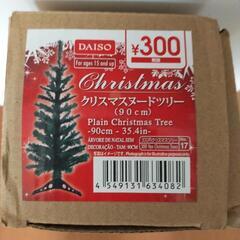 DAISO
For ages 15 and up
¥300
Christmas
クリスマスヌードツリー
(90cm)
Plain Christmas Tree
-90cm - 35.4in-
ÁRVORE DE NATAL SEM
DECORAÇÃO - TAM: 90CM
17
4 549131 634082